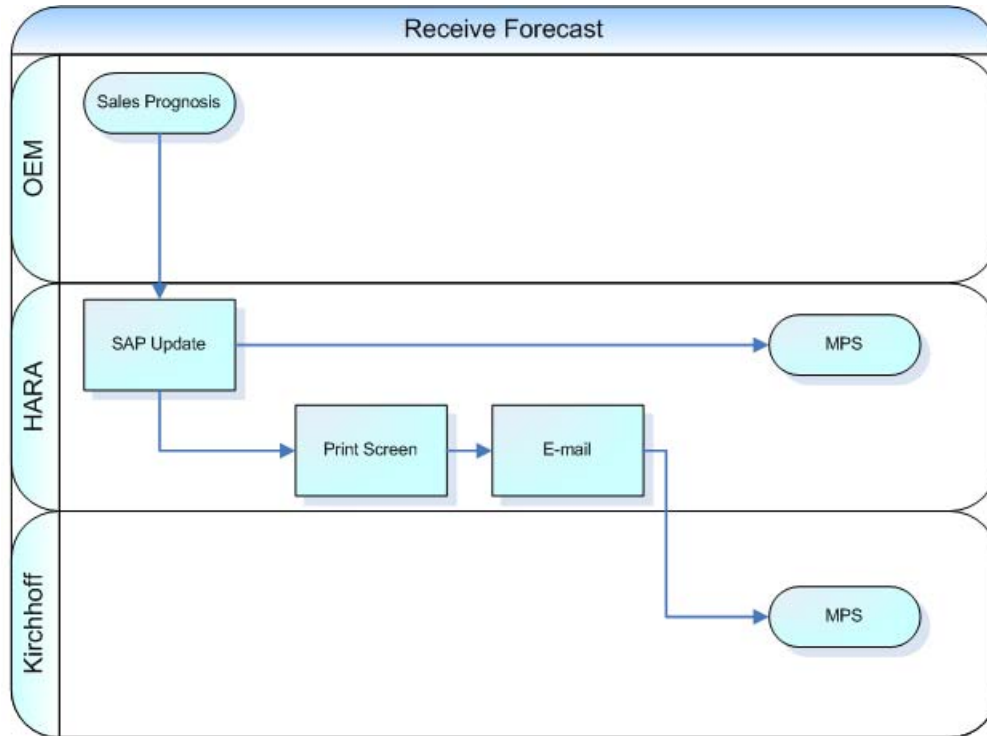 Receive Forecast
OEM
Sales Prognosis
HARA
SAP Update
MPS
Print Screen
E-mail
Kirchhoff
MPS